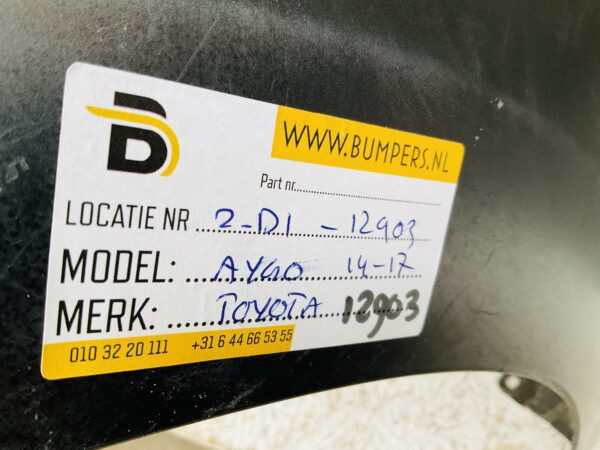 WWW.BUMPERS.NL
Part nr.
LOCATIE NR 2-D1 - 12903
MODEL: AYGO 14-17
MERK: TOYOTA 12903
010 32 20 111 +31 6 44 66 53 55